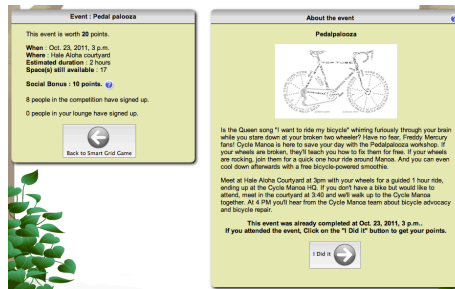 Event : Pedal palooza
This event is worth 20 points.
When : Oct. 23, 2011, 3 p.m.
Where : Hale Aloha courtyard
Estimated duration : 2 hours
Space(s) still available : 17
Social Bonus : 10 points.
8 people in the competition have signed up.
0 people in your lounge have signed up.
Back to Smart Grid Game
About the event
Pedalpalooza
Is the Queen song "I want to ride my bicycle" whirring furiously through your brain
while you stare down at your broken two wheeler? Have no fear, Freddy Mercury
fans! Cycle Manoa is here to save your day with the Pedalpalooza workshop. If
your wheels are broken, they'll teach you how to fix them for free. If your wheels
are rocking, join them for a quick one hour ride around Manoa. And you can even
cool down afterwards with a free bicycle-powered smoothie.
Meet at Hale Aloha Courtyard at 3pm with your wheels for a guided 1 hour ride,
ending up at the Cycle Manoa HQ. If you don't have a bike but would like to
attend, meet in the courtyard at 3:40 and we'll walk up to the Cycle Manoa
together. At 4 PM you'll hear from the Cycle Manoa team about bicycle advocacy
and bicycle repair.
This event was already completed at Oct. 23, 2011, 3 p.m..
If you attended the event, Click on the "I Did it" button to get your points.
I Did it